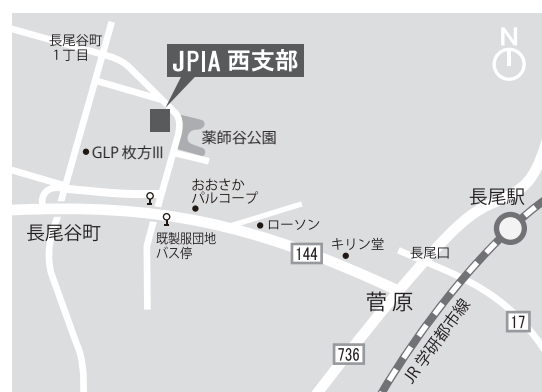 長尾谷町
1丁目
JPIA 西支部
N
薬師谷公園
GLP 枚方III
おおさか
パルコープ
長尾駅
ローソン
長尾谷町
既製服団地
バス停
キリン堂
144
長尾口
菅原
17
736
JR 学研都市線